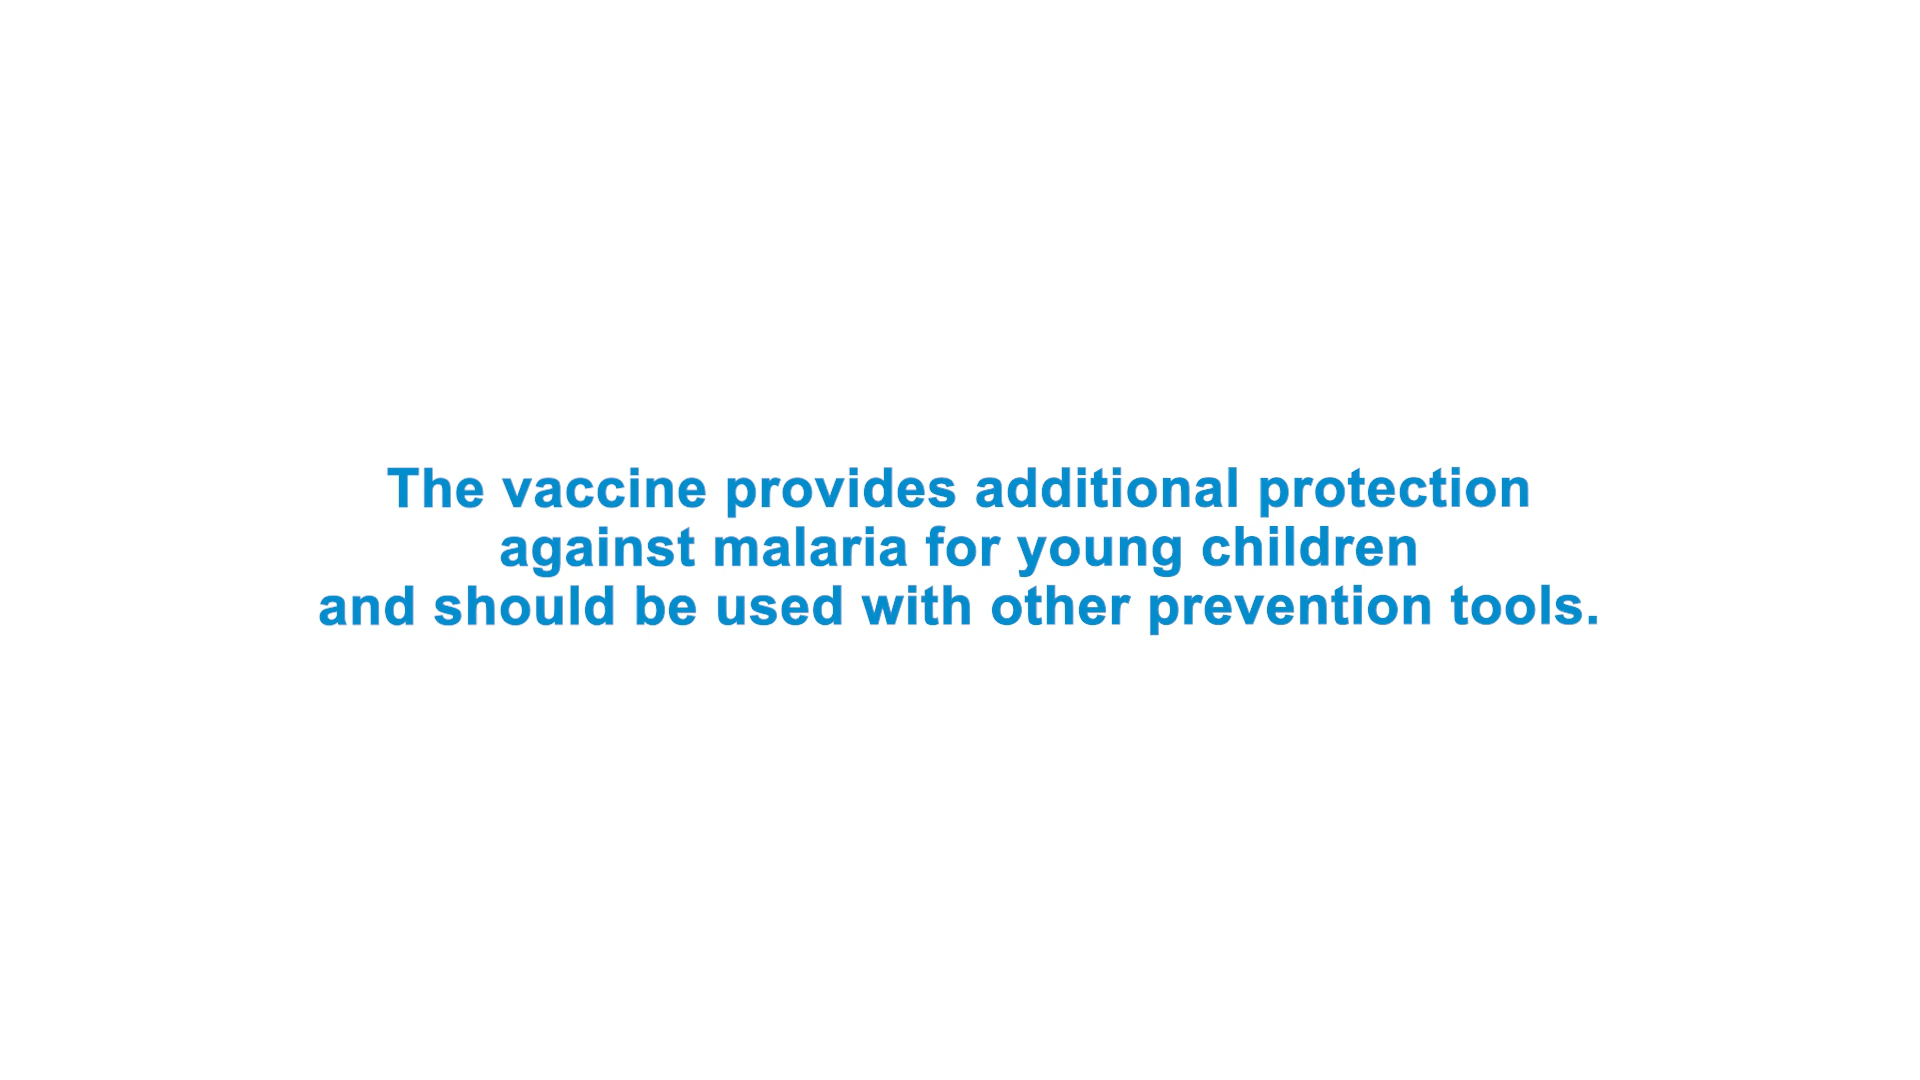 The vaccine provides additional protection
against malaria for young children
and should be used with other prevention tools.